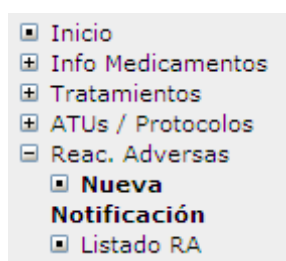 Inicio
Info Medicamentos
Tratamientos
ATUs / Protocolos
Reac. Adversas
Nueva
Notificación
Listado RA